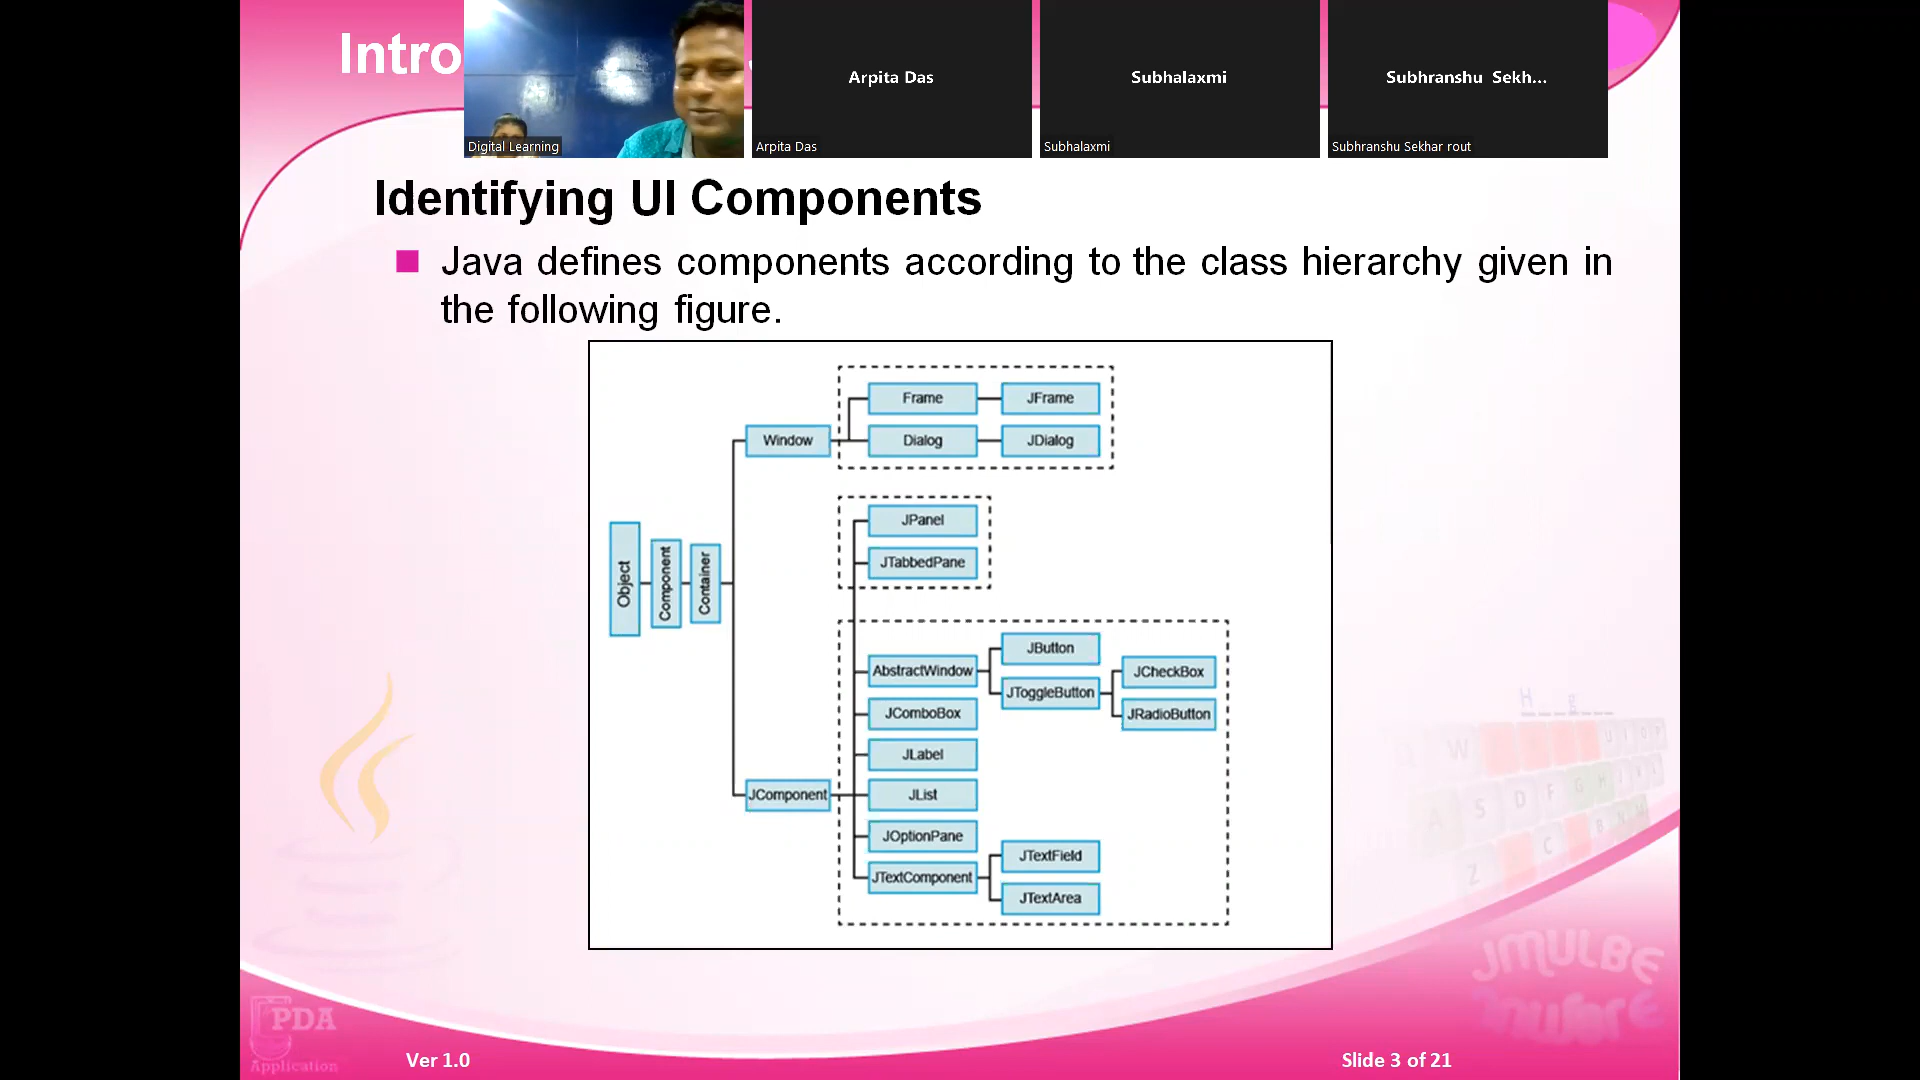 Intro
Arpita Das
Subhalaxmi
Subhranshu Sekh...
Digital Learning
Arpita Das
Subhalaxmi
Subhranshu Sekhar rout
Identifying UI Components
Java defines components according to the class hierarchy given in
the following figure.
Frame
JFrame
Window
Dialog
JDialog
JPanel
JTabbedPane
Object
Component
Container
JButton
AbstractWindow
JCheckBox
JToggleButton
JComboBox
JRadioButton
JLabel
JComponent
JList
JOptionPane
JTextField
JTextComponent
JTextArea
PDA
Application
JMULBE
Ver 1.0
Slide 3 of 21